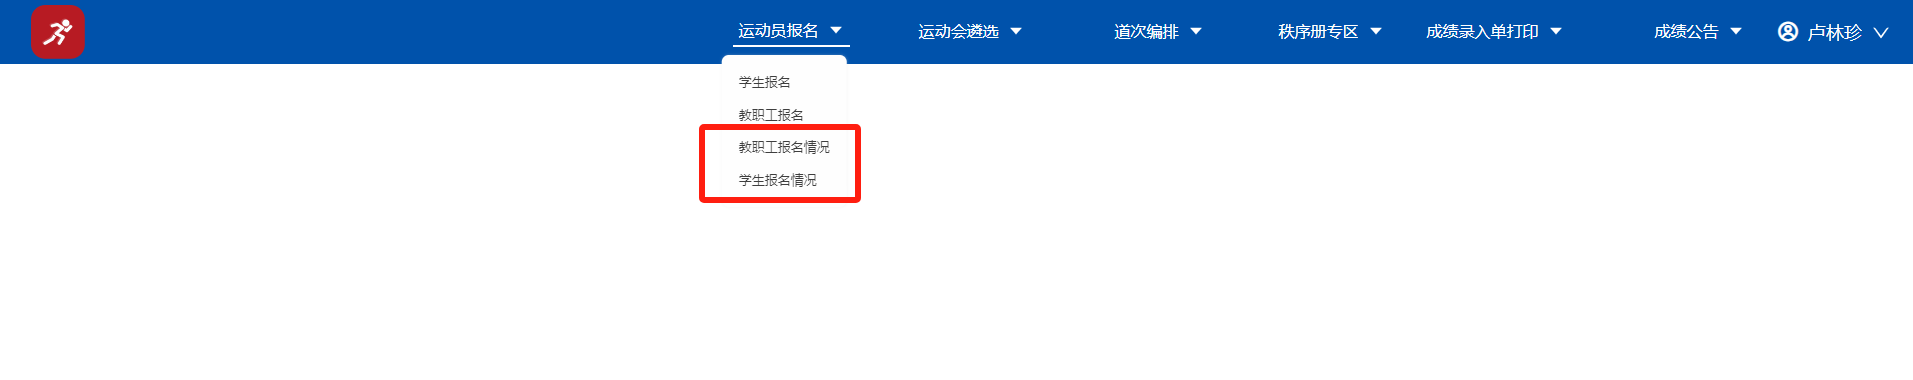 运动员报名 运动会遴选 道次编排 秩序册专区 成绩录入单打印 成绩公告 卢林珍
学生报名
教职工报名
教职工报名情况
学生报名情况